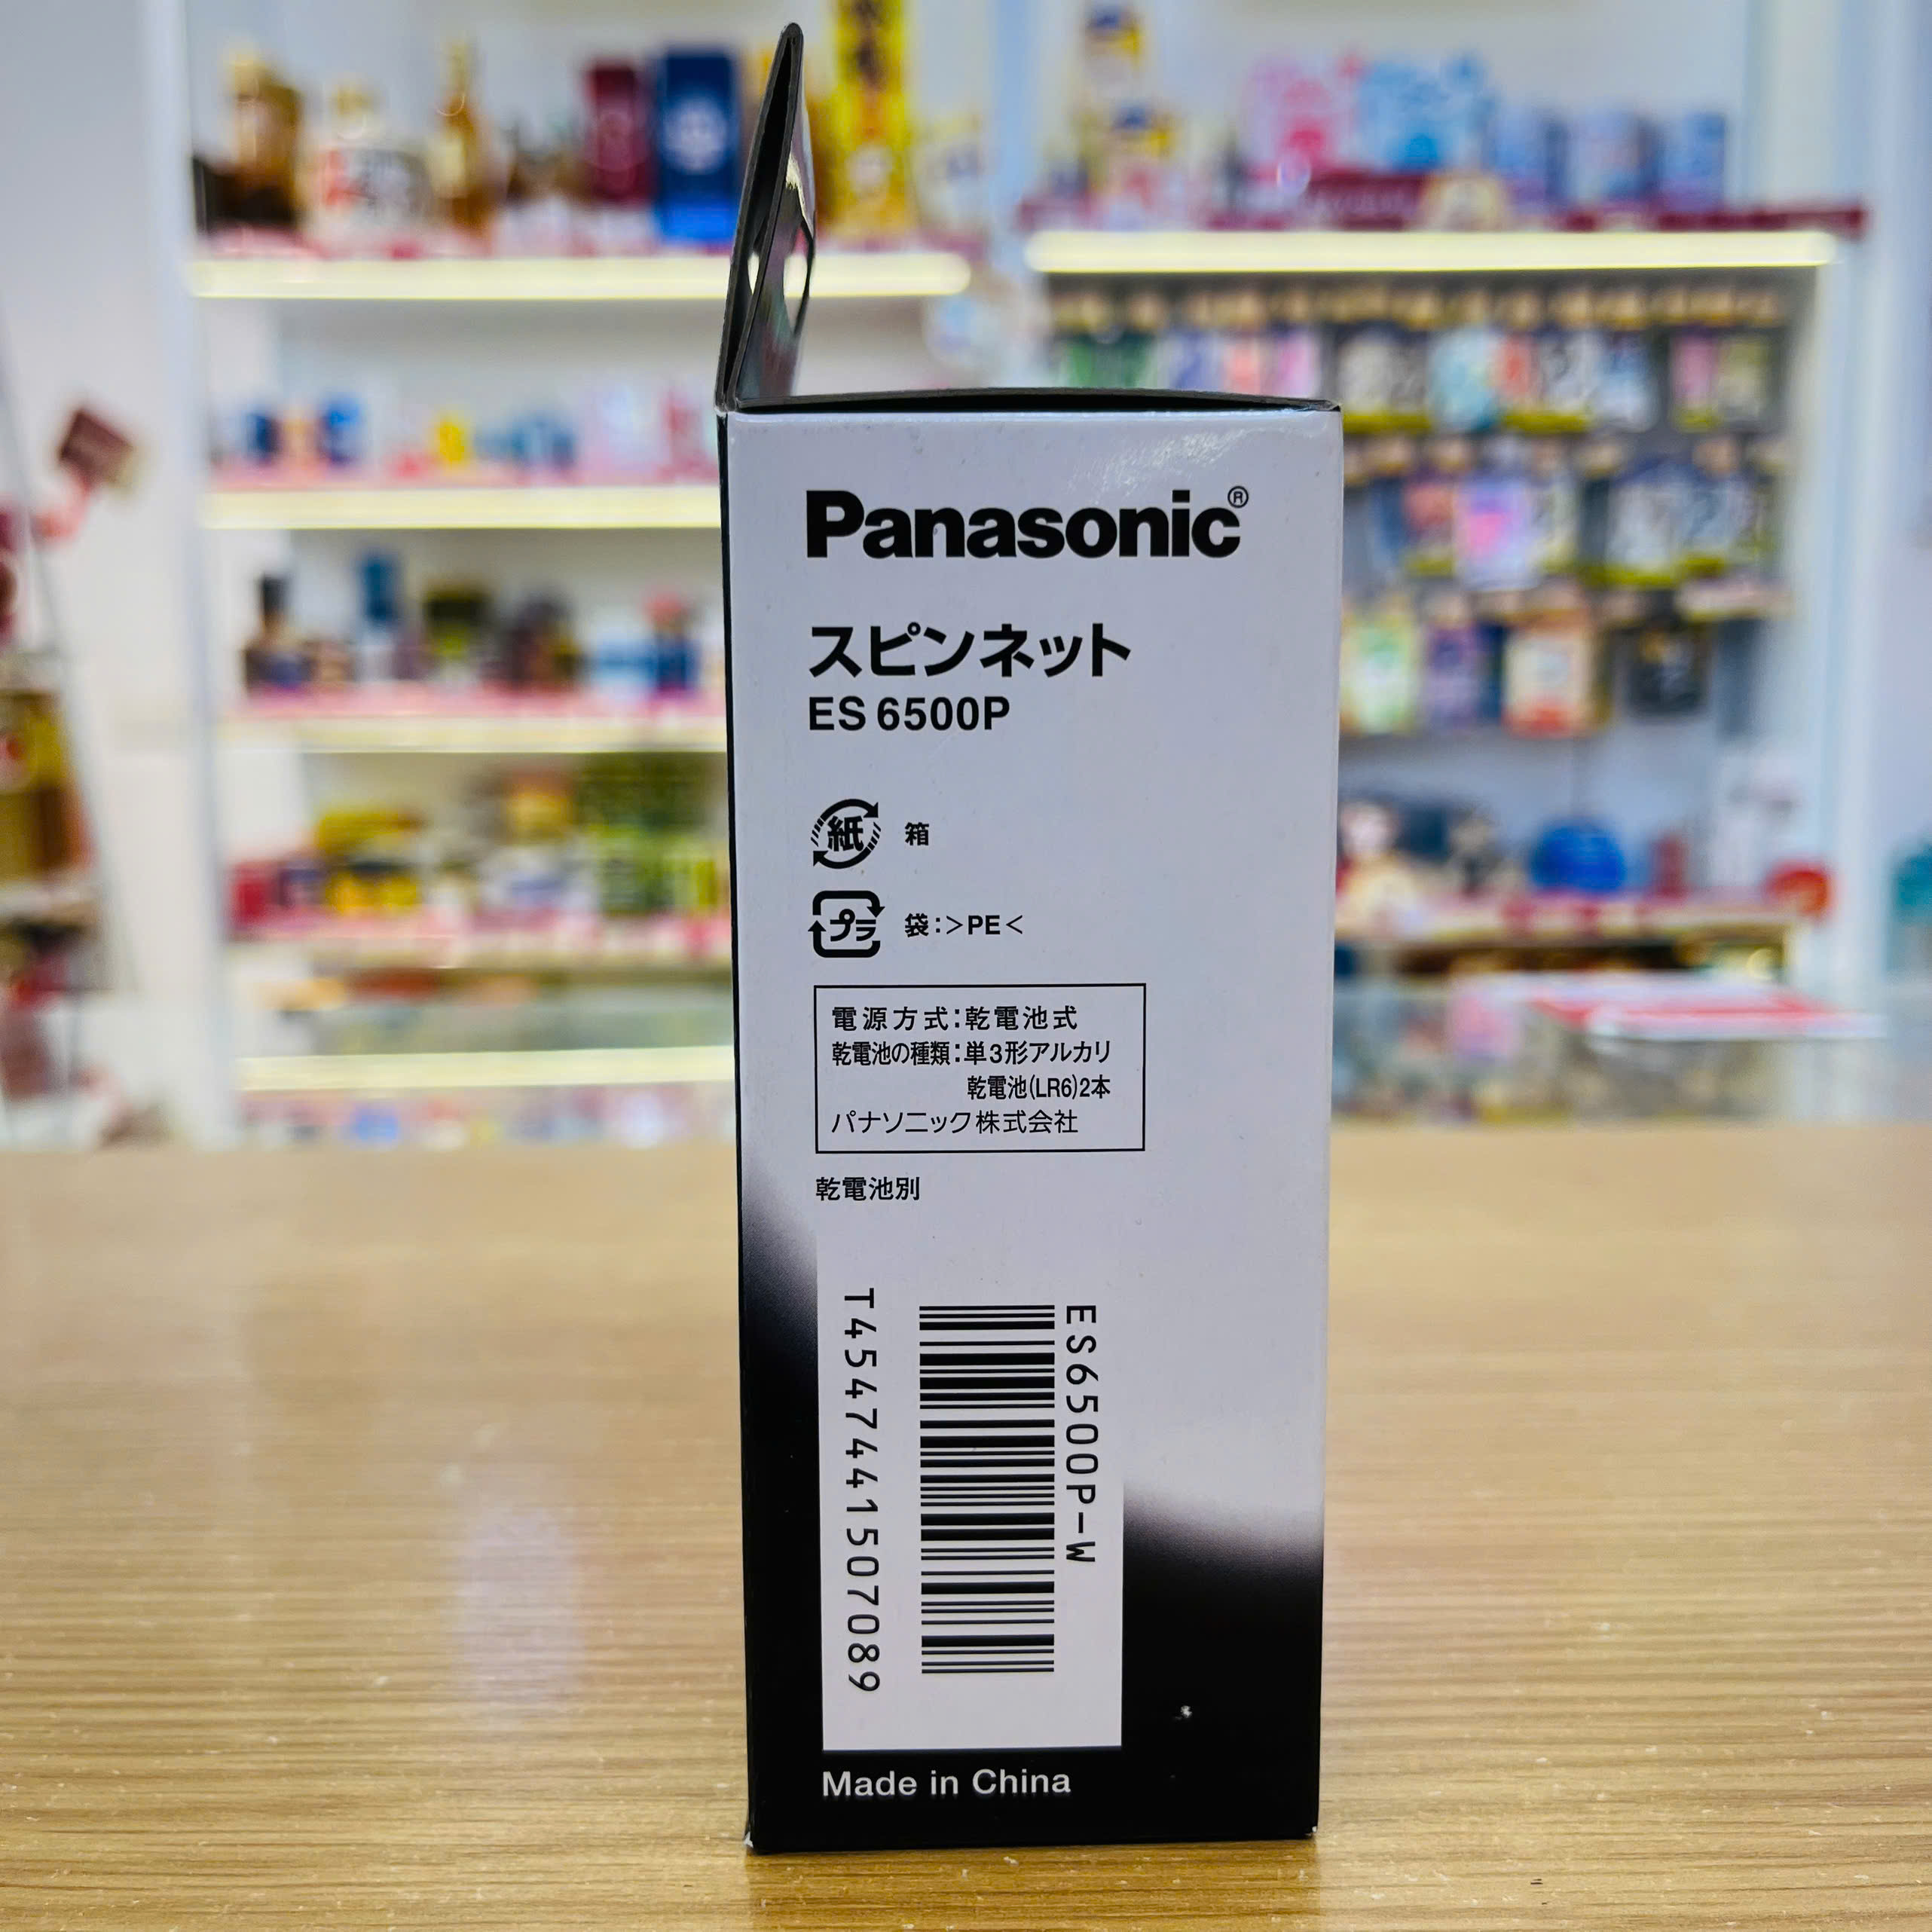 Panasonic®
スピンネット
ES 6500P
紙 箱
プラ 袋:>PE<
電源方式:乾電池式
乾電池の種類:単3形アルカリ
乾電池(LR6)2本
パナソニック株式会社
乾電池別
ES6500P-W
T4547441507089
Made in China